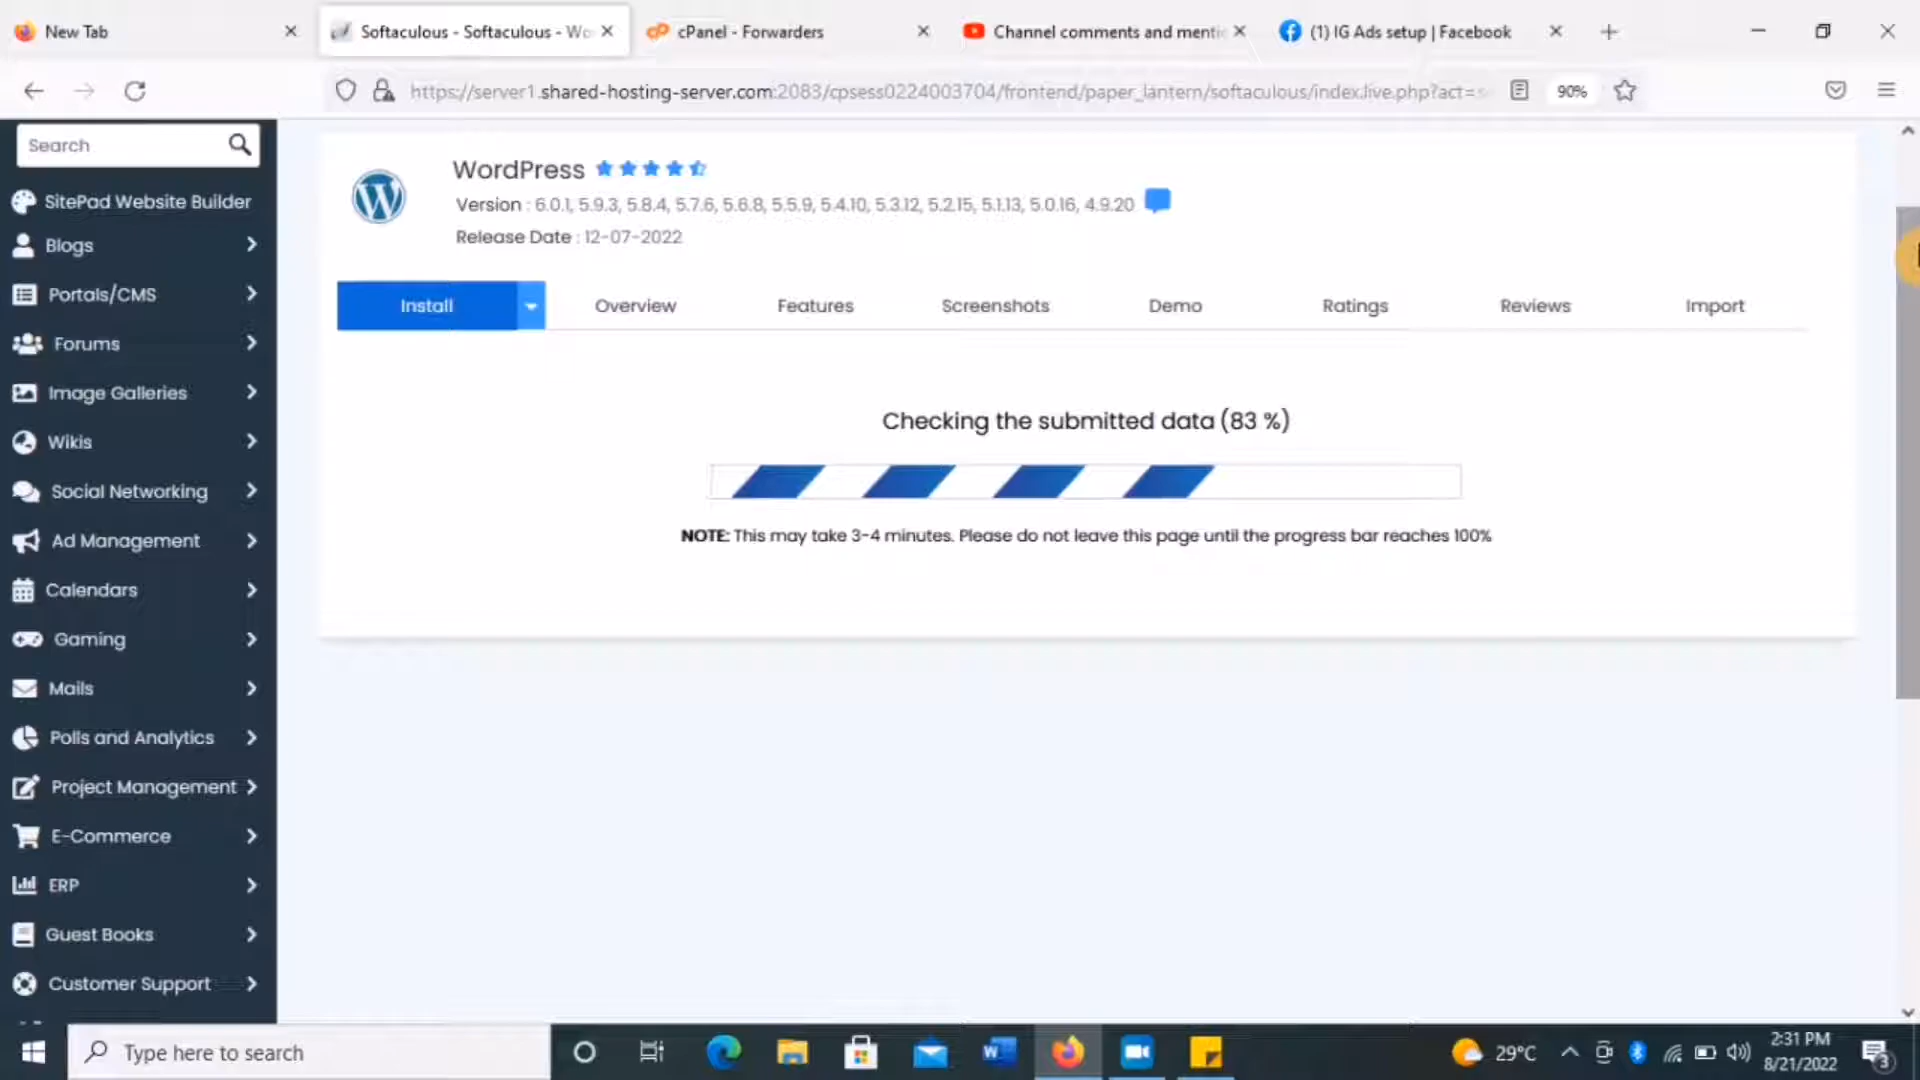 New Tab
Softaculous - Softaculous - Wo
cPanel - Forwarders
Channel comments and menti
(1) IG Ads setup | Facebook
https://server1.shared-hosting-server.com:2083/cpsess0224003704/frontend/paper_lantern/softaculous/index.live.php?act=s
90%
Search
SitePad Website Builder
Blogs
Portals/CMS
Forums
Image Galleries
Wikis
Social Networking
Ad Management
Calendars
Gaming
Mails
Polls and Analytics
Project Management
E-Commerce
ERP
Guest Books
Customer Support
WordPress
Version : 6.0.1, 5.9.3, 5.8.4, 5.7.6, 5.6.8, 5.5.9, 5.4.10, 5.3.12, 5.2.15, 5.1.13, 5.0.16, 4.9.20
Release Date : 12-07-2022
Install
Overview
Features
Screenshots
Demo
Ratings
Reviews
Import
Checking the submitted data (83 %)
NOTE: This may take 3-4 minutes. Please do not leave this page until the progress bar reaches 100%
Type here to search
29°C
2:31 PM
8/21/2022
3